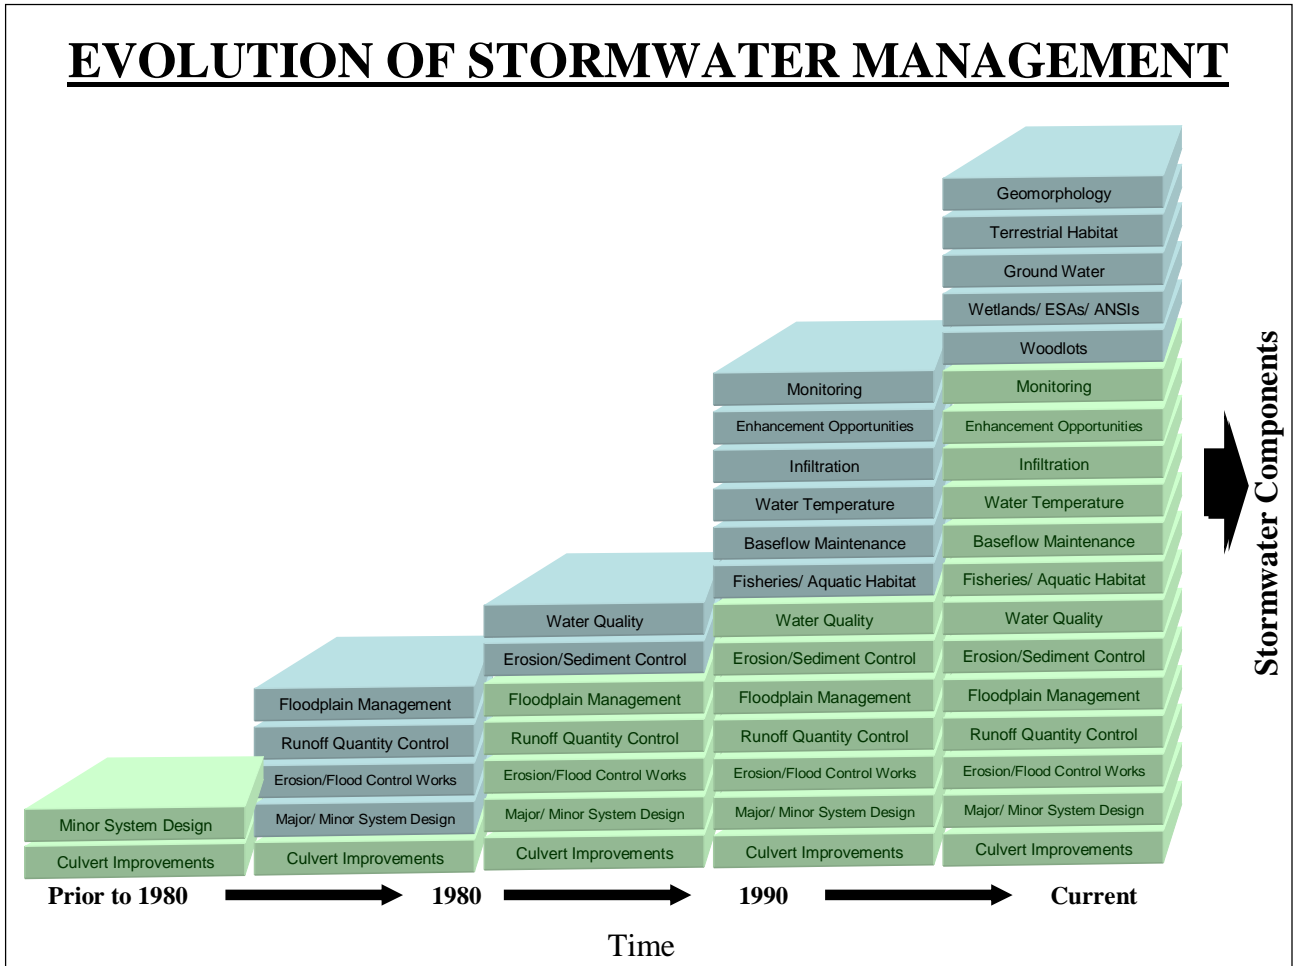 EVOLUTION OF STORMWATER MANAGEMENT
Minor System Design
Culvert Improvements
Floodplain Management
Runoff Quantity Control
Erosion/Flood Control Works
Major/ Minor System Design
Culvert Improvements
Water Quality
Erosion/Sediment Control
Floodplain Management
Runoff Quantity Control
Erosion/Flood Control Works
Major/ Minor System Design
Culvert Improvements
Monitoring
Enhancement Opportunities
Infiltration
Water Temperature
Baseflow Maintenance
Fisheries/ Aquatic Habitat
Water Quality
Erosion/Sediment Control
Floodplain Management
Runoff Quantity Control
Erosion/Flood Control Works
Major/ Minor System Design
Culvert Improvements
Geomorphology
Terrestrial Habitat
Ground Water
Wetlands/ ESAs/ ANSIs
Woodlots
Monitoring
Enhancement Opportunities
Infiltration
Water Temperature
Baseflow Maintenance
Fisheries/ Aquatic Habitat
Water Quality
Erosion/Sediment Control
Floodplain Management
Runoff Quantity Control
Erosion/Flood Control Works
Major/ Minor System Design
Culvert Improvements
Stormwater Components
Prior to 1980
1980
1990
Current
Time